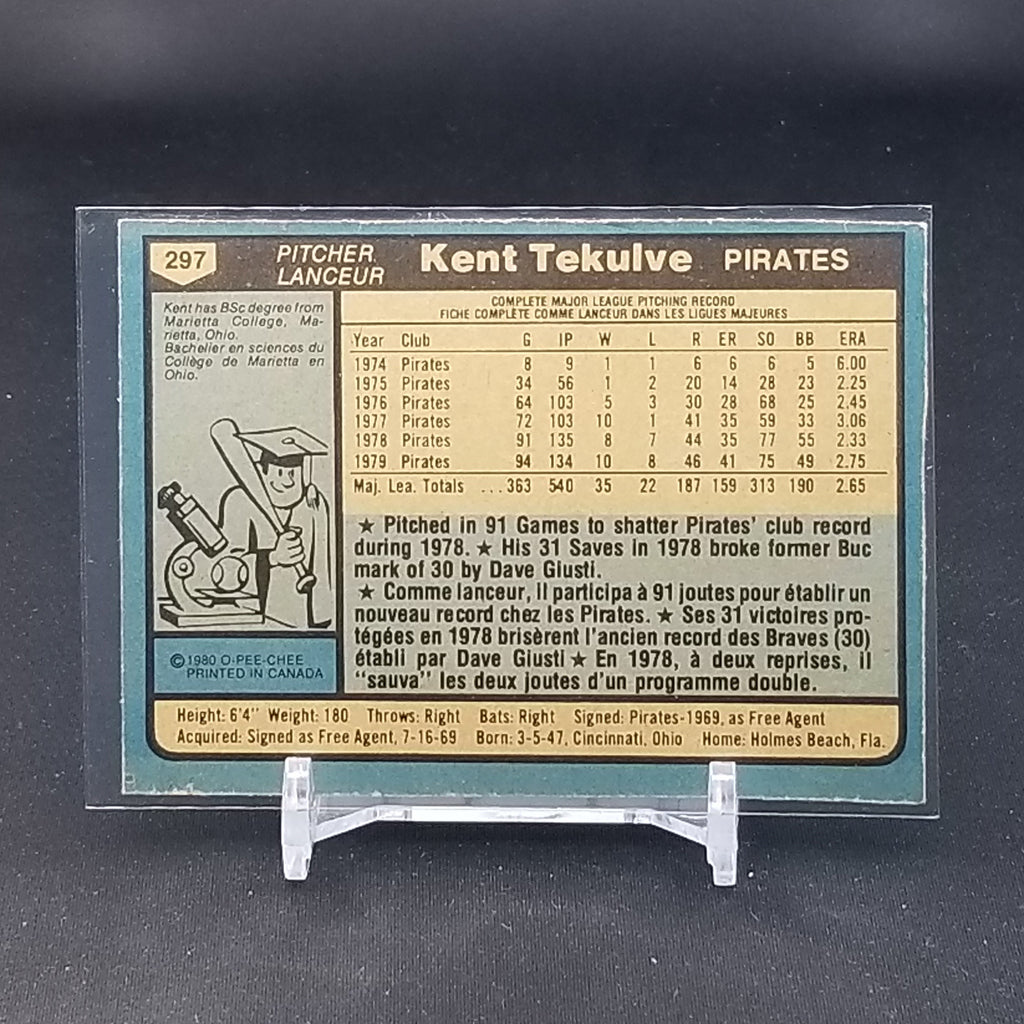 297 PITCHER Kent Tekulve PIRATES
LANCEUR
Kent has BSc degree from
Marietta College, Ma-
rietta, Ohio.
Bachelier en sciences du
Collège de Marietta en
Ohio.
© 1980 O-PEE-CHEE
PRINTED IN CANADA
COMPLETE MAJOR LEAGUE PITCHING RECORD
FICHE COMPLÈTE COMME LANCEUR DANS LES LIGUES MAJEURES
Year Club G IP W L R ER SO BB ERA
1974 Pirates 8 9 1 1 6 6 6 5 6.00
1975 Pirates 34 56 1 2 20 14 28 23 2.25
1976 Pirates 64 103 5 3 30 28 68 25 2.45
1977 Pirates 72 103 10 1 41 35 59 33 3.06
1978 Pirates 91 135 8 7 44 35 77 55 2.33
1979 Pirates 94 134 10 8 46 41 75 49 2.75
Maj. Lea. Totals ...363 540 35 22 187 159 313 190 2.65
★ Pitched in 91 Games to shatter Pirates' club record
during 1978. ★ His 31 Saves in 1978 broke former Buc
mark of 30 by Dave Giusti.
★ Comme lanceur, il participa à 91 joutes pour établir un
nouveau record chez les Pirates. ★ Ses 31 victoires pro-
tégées en 1978 brisèrent l'ancien record des Braves (30)
établi par Dave Giusti ★ En 1978, à deux reprises, il
"sauva" les deux joutes d'un programme double.
Height: 6'4" Weight: 180 Throws: Right Bats: Right Signed: Pirates-1969, as Free Agent
Acquired: Signed as Free Agent, 7-16-69 Born: 3-5-47, Cincinnati, Ohio Home: Holmes Beach, Fla.